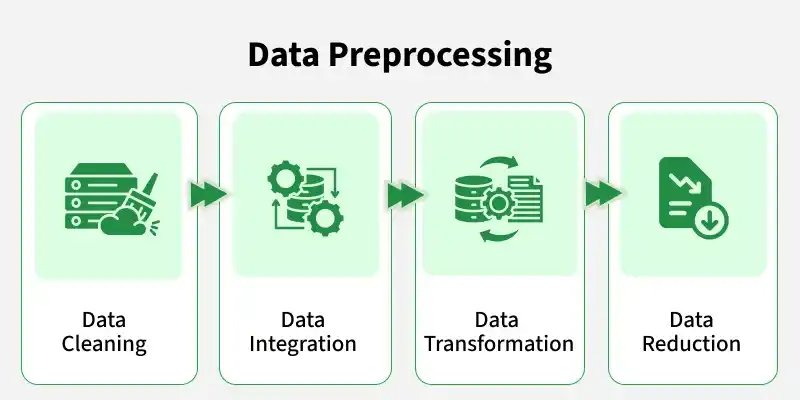 Data Preprocessing
Data
Cleaning
Data
Integration
Data
Transformation
Data
Reduction